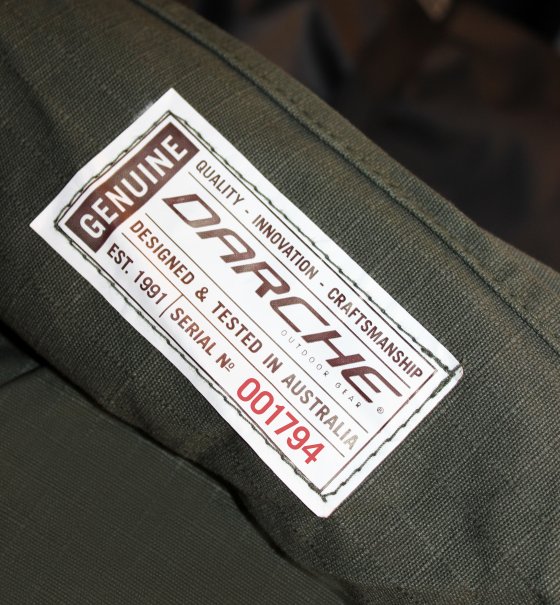 GENUINE
QUALITY - INNOVATION - CRAFTSMANSHIP
DARCHE®
OUTDOOR GEAR
DESIGNED & TESTED IN AUSTRALIA
EST. 1991 | SERIAL Nº 001794